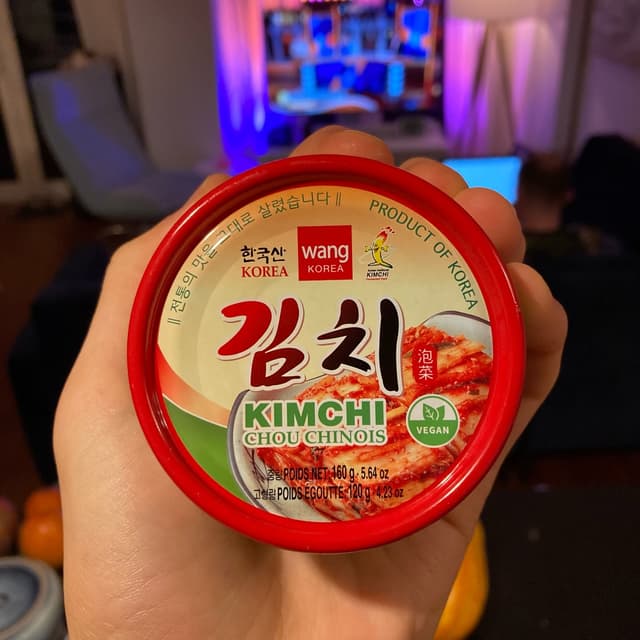 전통의 맛을 그대로 살렸습니다
PRODUCT OF KOREA
한국산
KOREA
wang
KOREA
KIMCHI
김치
泡菜
KIMCHI
CHOU CHINOIS
VEGAN
중량 POIDS NET 160 g · 5.64 oz
고형량 POIDS EGOUTTE 120 g · 4.23 oz